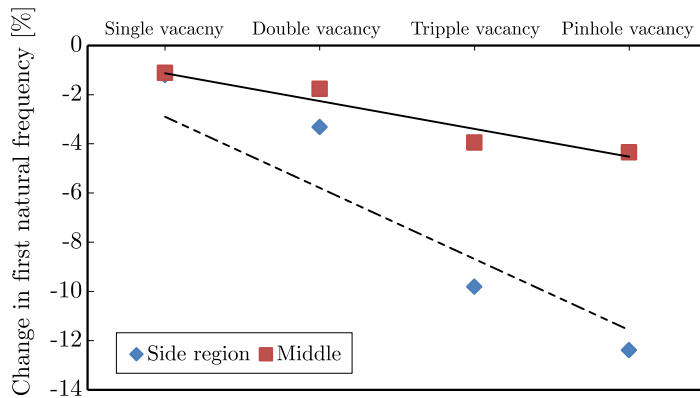 Single vacacny Double vacancy Tripple vacancy Pinhole vacancy
Change in first natural frequency [%]
0
-2
-4
-6
-8
-10
-12
-14
Side region Middle